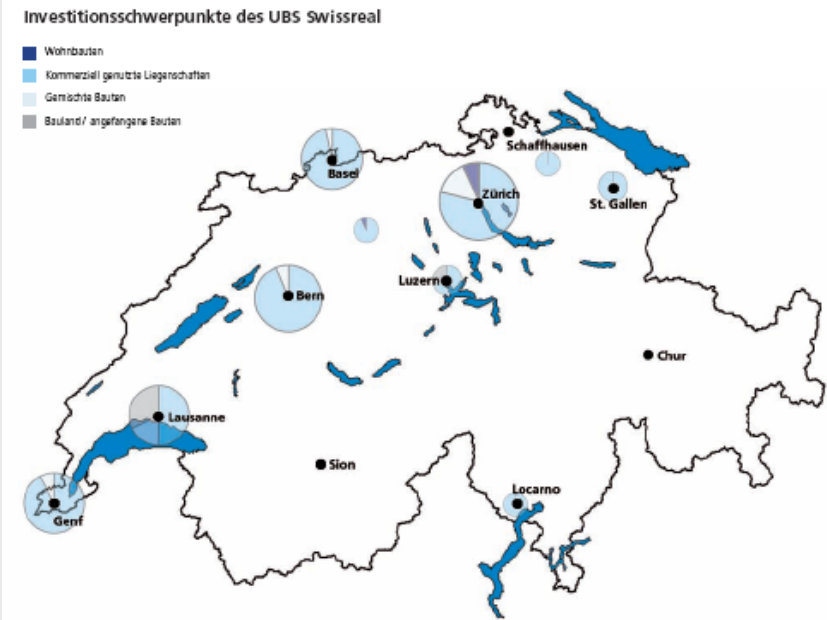 Investitionsschwerpunkte des UBS Swissreal
Wohnbauten
Kommerziell genutzte Liegenschaften
Gemischte Bauten
Bauland/ angefangene Bauten
Schaffhausen
Basel
Zürich
St. Gallen
Luzern
Bern
Chur
Lausanne
Sion
Locarno
Genf